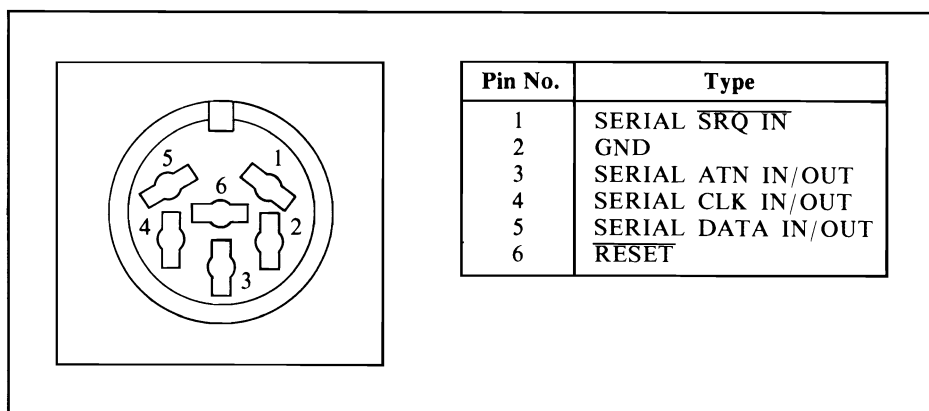 5
1
6
4
2
3
Pin No. Type
1 SERIAL SRQ IN
2 GND
3 SERIAL ATN IN/OUT
4 SERIAL CLK IN/OUT
5 SERIAL DATA IN/OUT
6 RESET